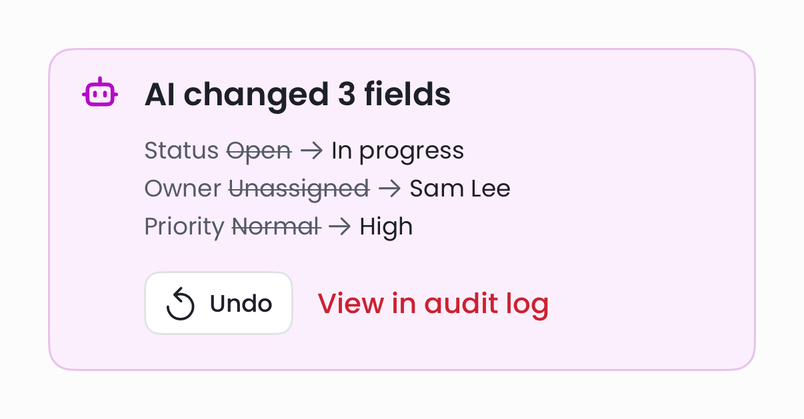 AI changed 3 fields
Status Open → In progress
Owner Unassigned → Sam Lee
Priority Normal → High
Undo View in audit log